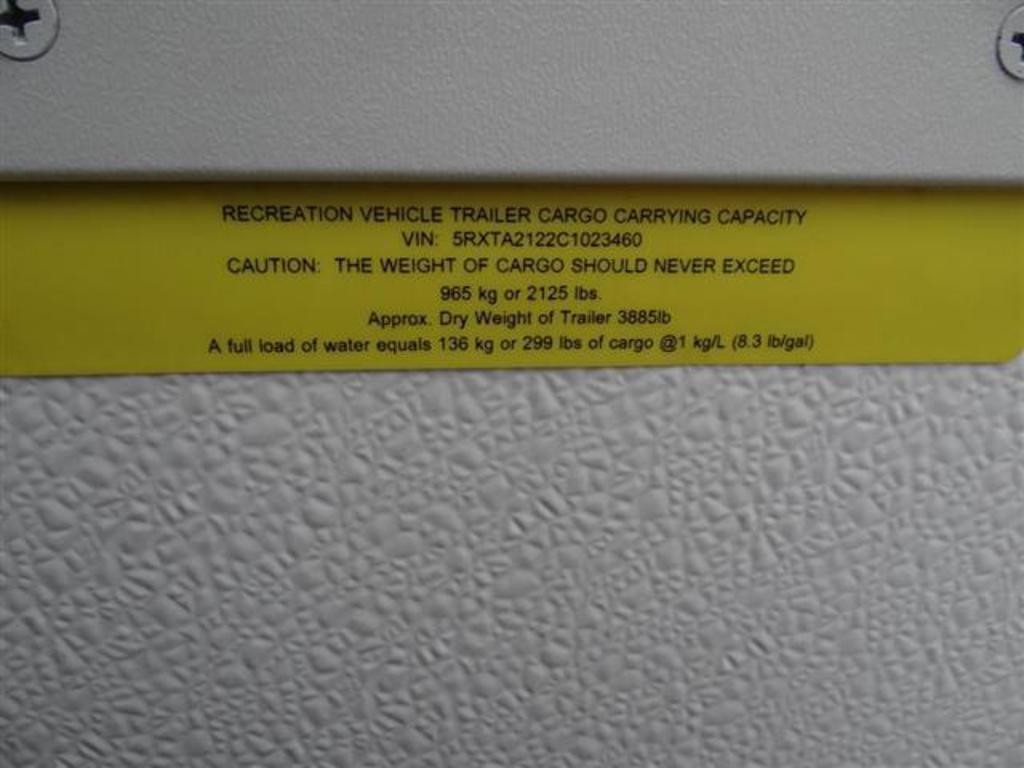 RECREATION VEHICLE TRAILER CARGO CARRYING CAPACITY
VIN: 5RXTA2122C1023460
CAUTION: THE WEIGHT OF CARGO SHOULD NEVER EXCEED
965 kg or 2125 lbs.
Approx. Dry Weight of Trailer 3885lb
A full load of water equals 136 kg or 299 lbs of cargo @1 kg/L (8.3 lb/gal)